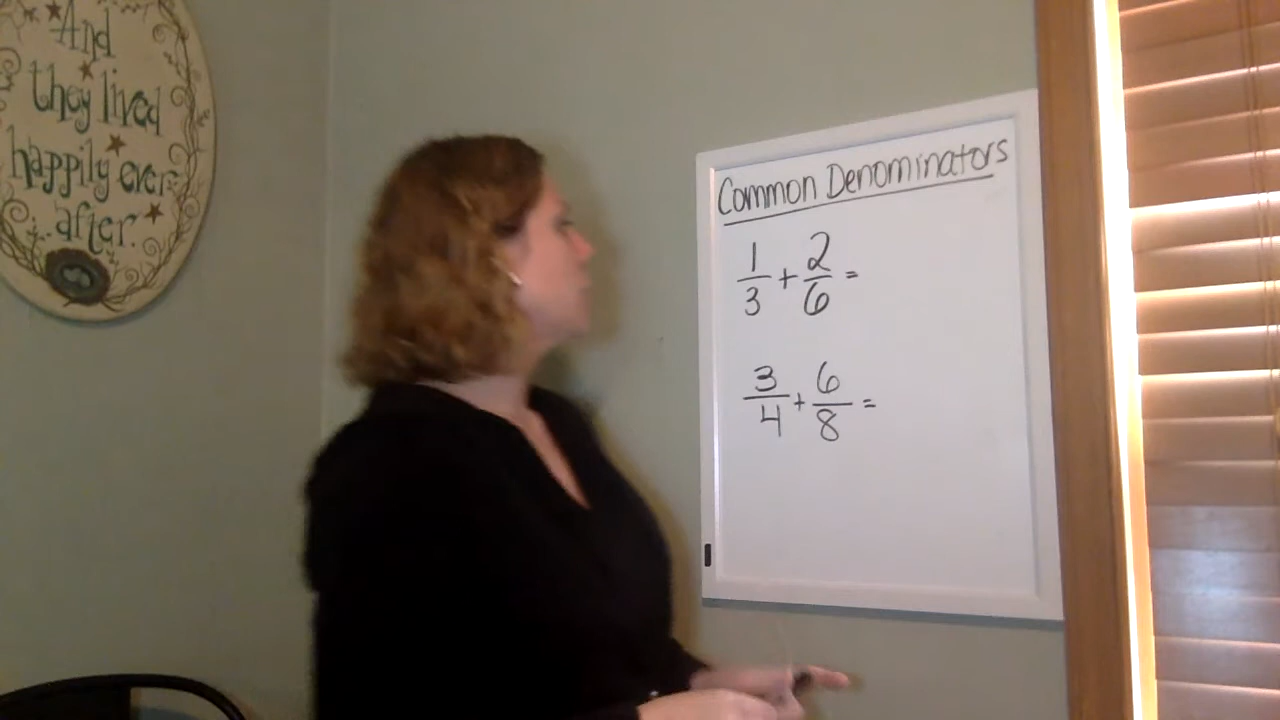 And
they lived
happily ever
...after.
Common Denominators
1/3 + 2/6 =
3/4 + 6/8 =